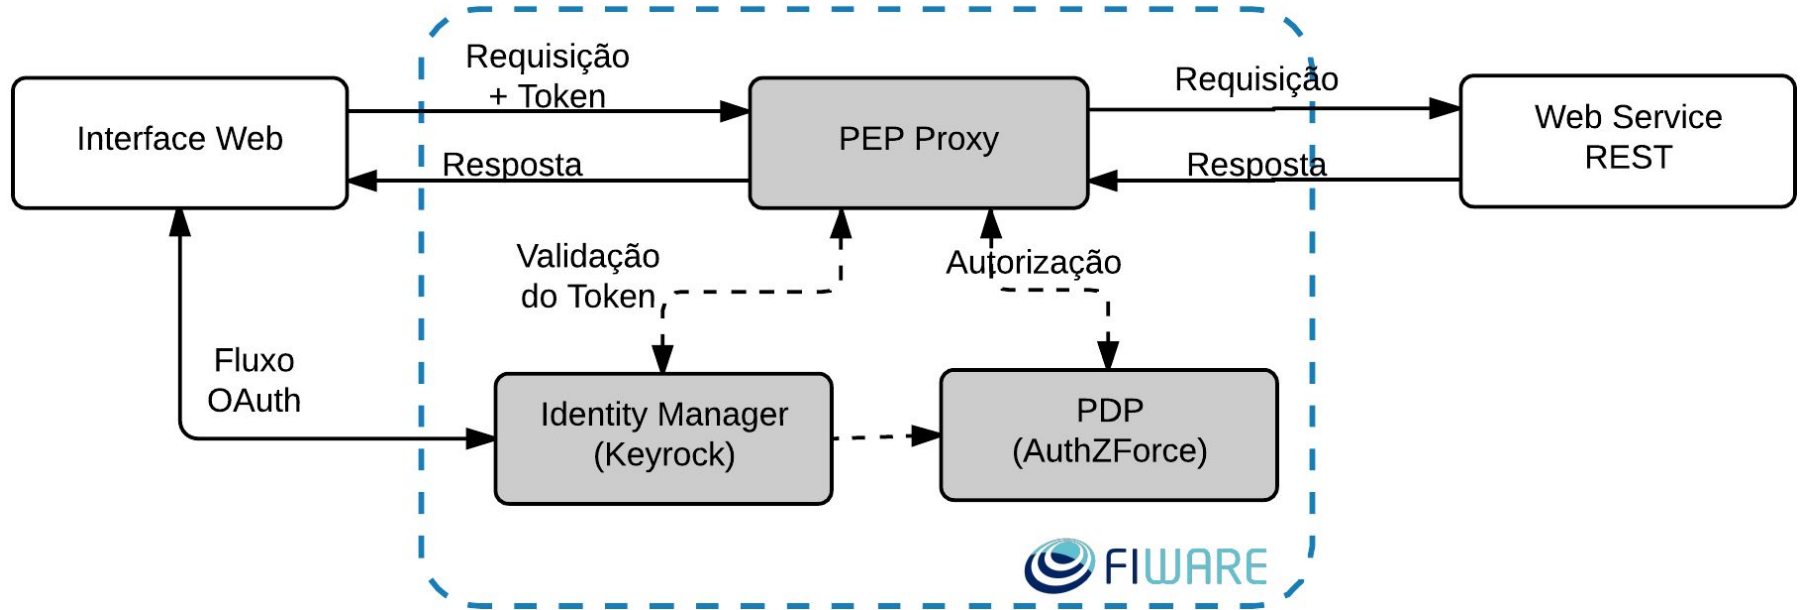 Requisição
+ Token
Requisição
Interface Web
PEP Proxy
Web Service
REST
Resposta
Resposta
Validação
do Token
Autorização
Fluxo
OAuth
Identity Manager
(Keyrock)
PDP
(AuthZForce)
FIWARE